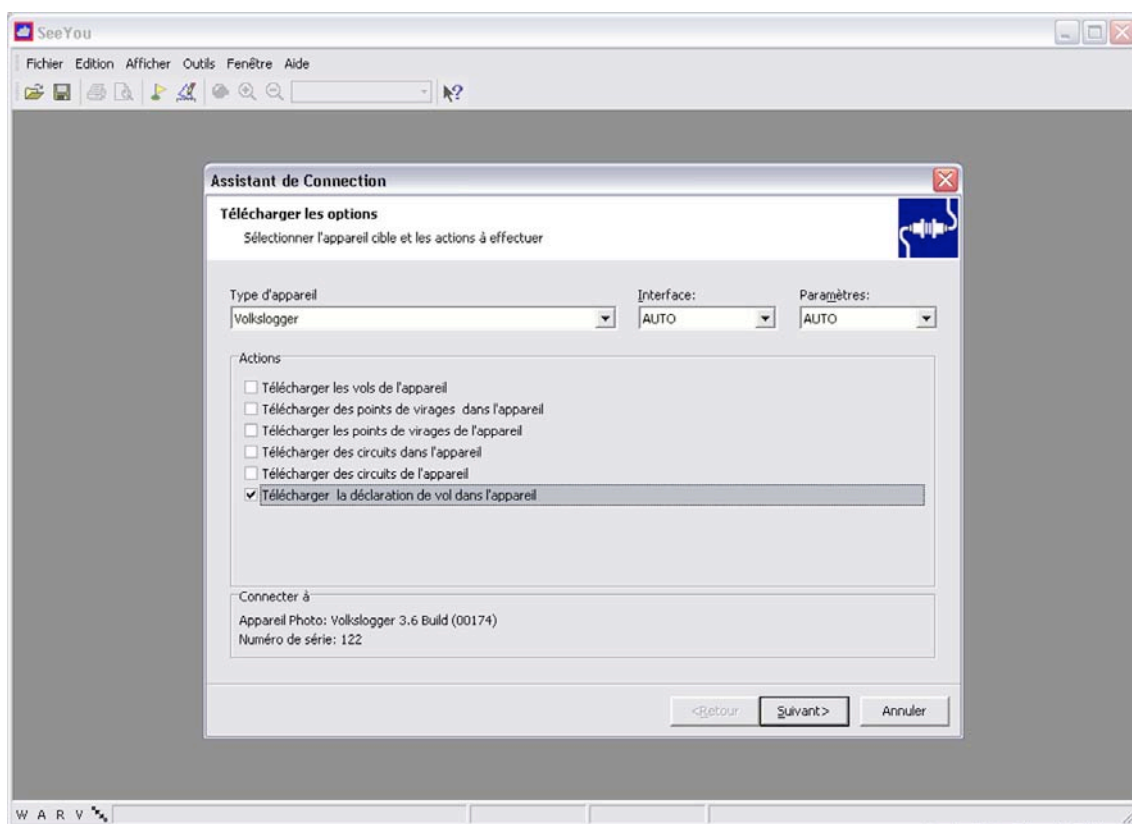 SeeYou
Fichier Edition Afficher Outils Fenêtre Aide
Assistant de Connection
Télécharger les options
Sélectionner l'appareil cible et les actions à effectuer
Type d'appareil Interface: Paramètres:
Volkslogger AUTO AUTO
Actions
Télécharger les vols de l'appareil
Télécharger des points de virages dans l'appareil
Télécharger les points de virages de l'appareil
Télécharger des circuits dans l'appareil
Télécharger des circuits de l'appareil
Télécharger la déclaration de vol dans l'appareil
Connecter à
Appareil Photo: Volkslogger 3.6 Build (00174)
Numéro de série: 122
<Retour Suivant> Annuler
W A R V